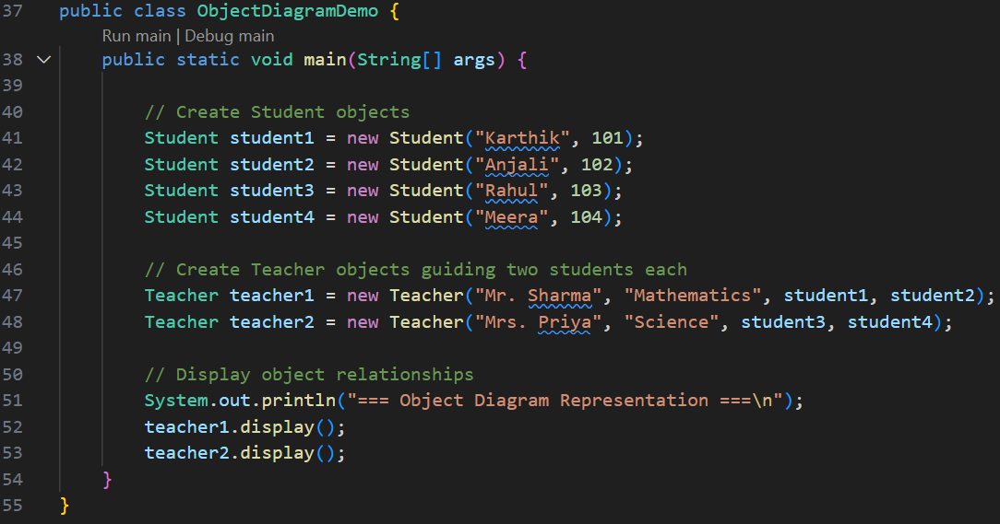 37 public class ObjectDiagramDemo {
Run main | Debug main
38 public static void main(String[] args) {
39
40 // Create Student objects
41 Student student1 = new Student("Karthik", 101);
42 Student student2 = new Student("Anjali", 102);
43 Student student3 = new Student("Rahul", 103);
44 Student student4 = new Student("Meera", 104);
45
46 // Create Teacher objects guiding two students each
47 Teacher teacher1 = new Teacher("Mr. Sharma", "Mathematics", student1, student2);
48 Teacher teacher2 = new Teacher("Mrs. Priya", "Science", student3, student4);
49
50 // Display object relationships
51 System.out.println("=== Object Diagram Representation ===\n");
52 teacher1.display();
53 teacher2.display();
54 }
55 }